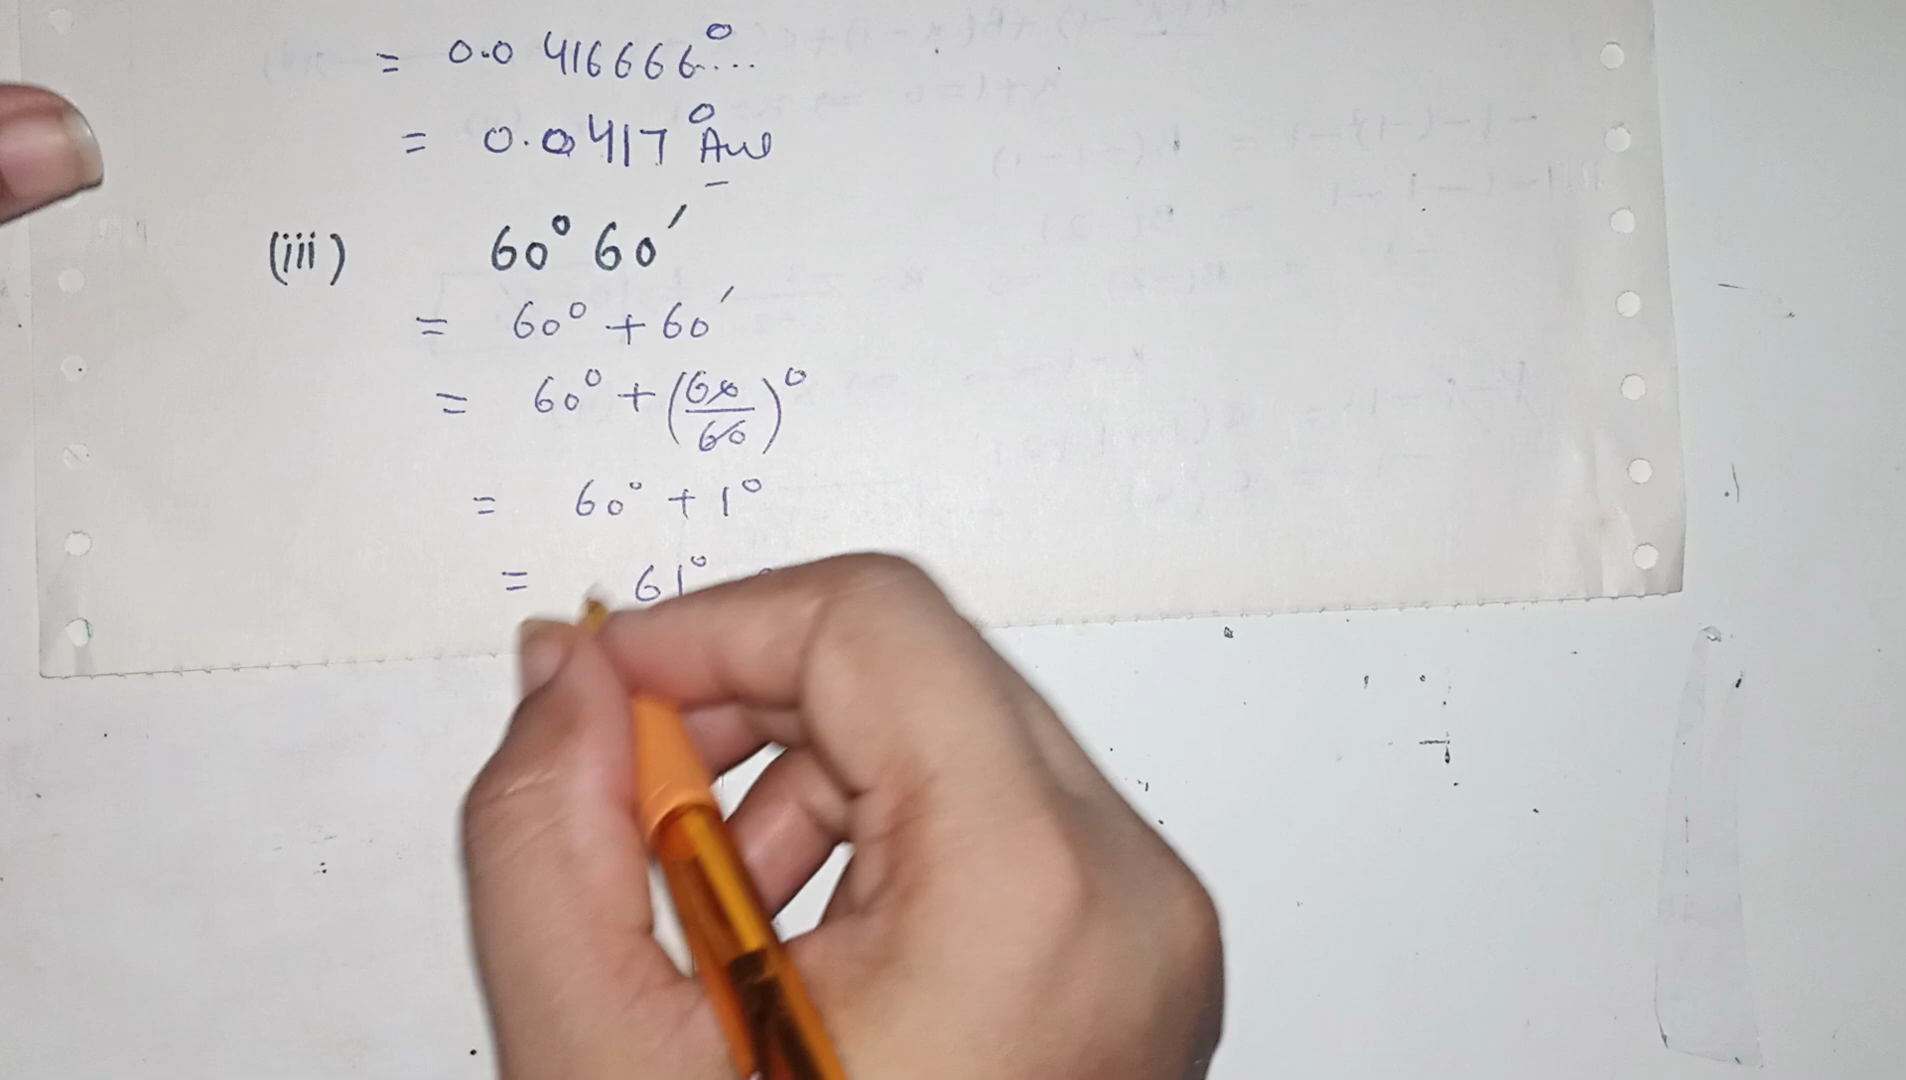 = 0.0416666°....
= 0.0417° Ans
(iii) 60° 60′
= 60° + 60′
= 60° + (60/60)°
= 60° + 1°
= 61°